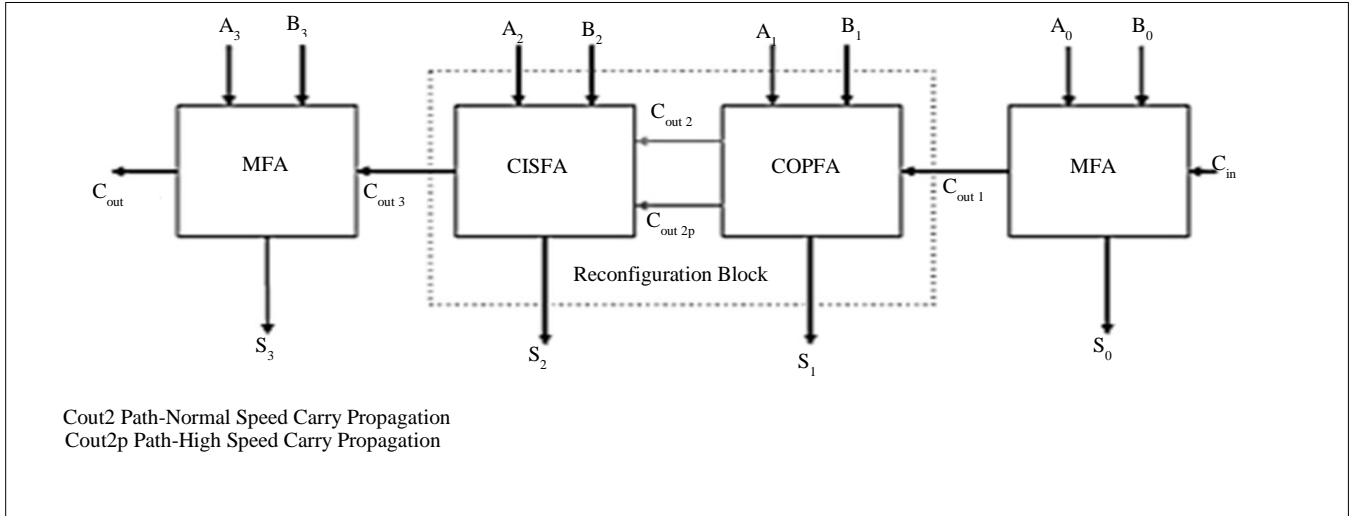 A3 B3 A2 B2 A1 B1 A0 B0
MFA CISFA COPFA MFA
Cout 2
Cin
Cout Cout 3 Cout 1
Cout 2p
Reconfiguration Block
S3 S2 S1 S0
Cout2 Path-Normal Speed Carry Propagation
Cout2p Path-High Speed Carry Propagation